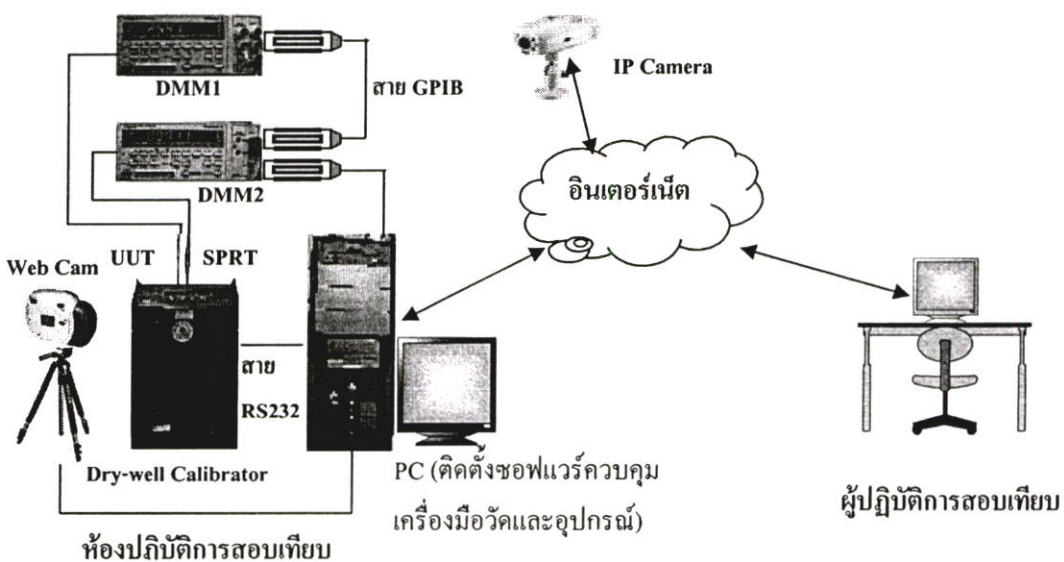 DMM1
สาย GPIB
IP Camera
DMM2
อินเตอร์เน็ต
Web Cam
UUT
SPRT
สาย
RS232
Dry-well Calibrator
PC (ติดตั้งซอฟแวร์ควบคุม
เครื่องมือวัดและอุปกรณ์)
ห้องปฏิบัติการสอบเทียบ
ผู้ปฏิบัติการสอบเทียบ